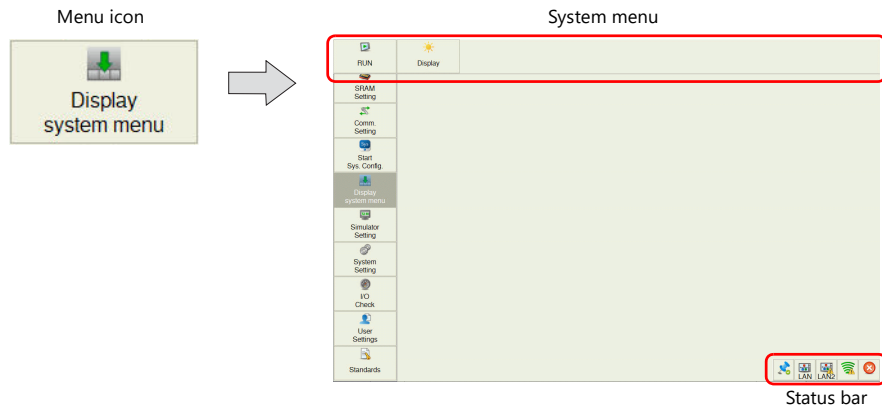 Menu icon
System menu
Display
system menu
RUN
Display
SRAM
Setting
Comm.
Setting
Start
Sys. Config.
Display
system menu
Simulator
Setting
System
Setting
I/O
Check
User
Settings
Standards
LAN
LAN2
Status bar